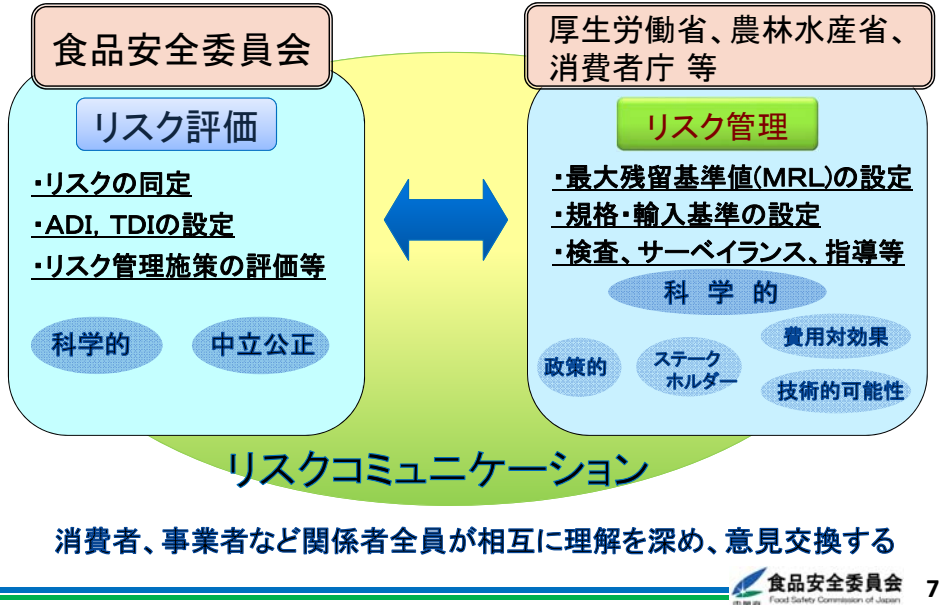 食品安全委員会
リスク評価
・リスクの同定
・ADI, TDIの設定
・リスク管理施策の評価等
科学的
中立公正
厚生労働省、農林水産省、
消費者庁 等
リスク管理
・最大残留基準値(MRL)の設定
・規格・輸入基準の設定
・検査、サーベイランス、指導等
科 学 的
政策的
ステーク
ホルダー
費用対効果
技術的可能性
リスクコミュニケーション
消費者、事業者など関係者全員が相互に理解を深め、意見交換する
食品安全委員会
Food Safety Commission of Japan
7